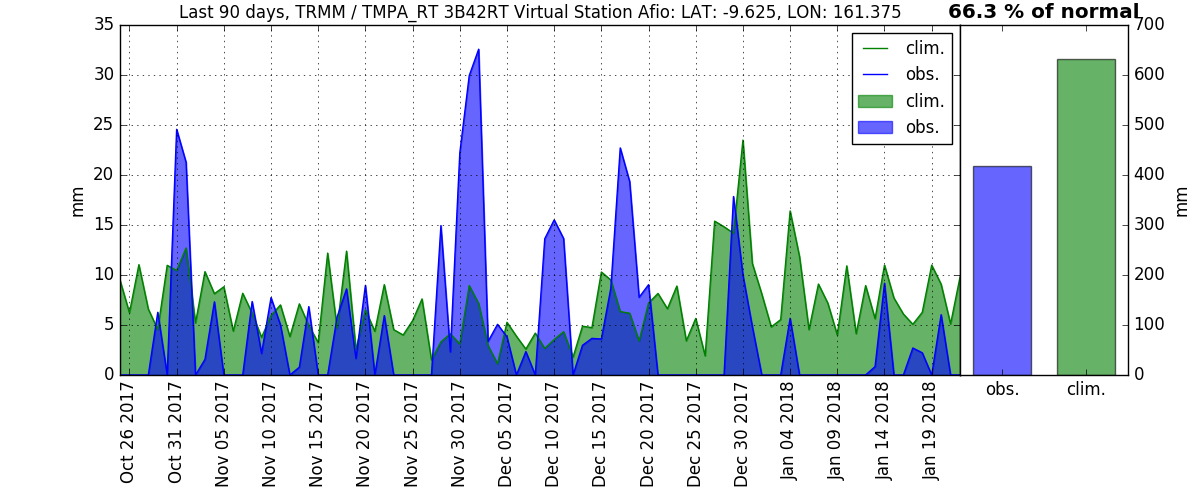 Last 90 days, TRMM / TMPA_RT 3B42RT Virtual Station Afio: LAT: -9.625, LON: 161.375
66.3 % of normal
35
30
25
20
15
10
5
0
mm
clim.
obs.
clim.
obs.
700
600
500
400
300
200
100
0
mm
obs.
clim.
Oct 26 2017
Oct 31 2017
Nov 05 2017
Nov 10 2017
Nov 15 2017
Nov 20 2017
Nov 25 2017
Nov 30 2017
Dec 05 2017
Dec 10 2017
Dec 15 2017
Dec 20 2017
Dec 25 2017
Dec 30 2017
Jan 04 2018
Jan 09 2018
Jan 14 2018
Jan 19 2018